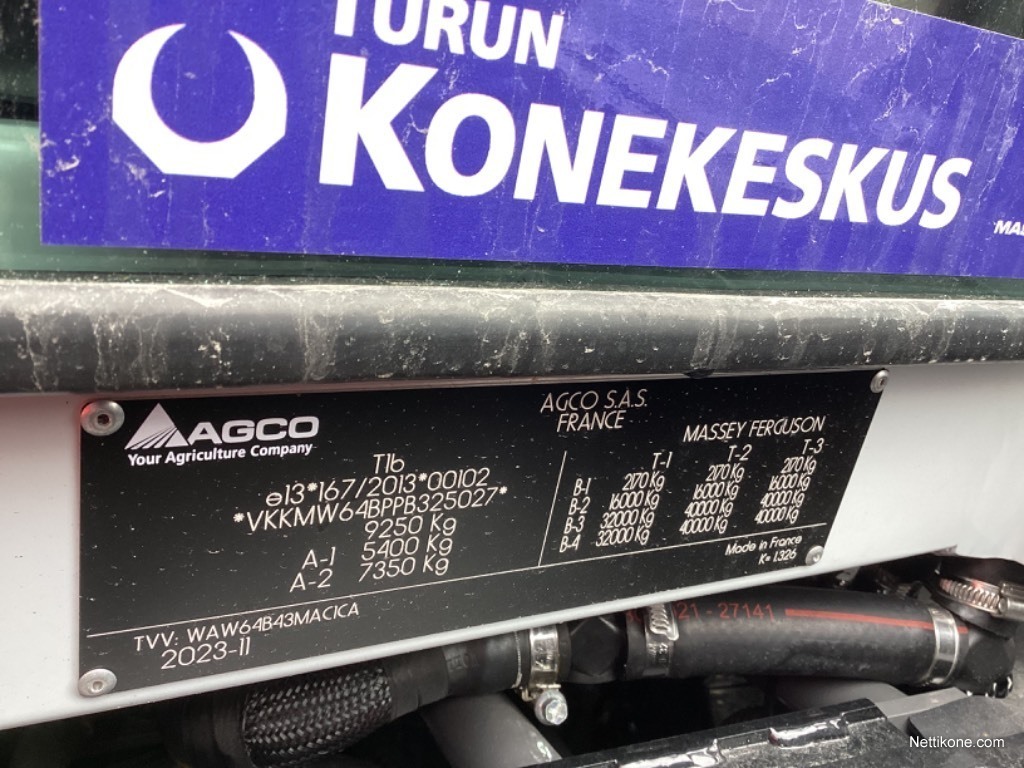 TURUN
KONEKESKUS
AGCO
Your Agriculture Company
T1b
e13*167/2013*00102
*VKKMW64BPPB325027*
9250 Kg
A-1 5400 Kg
A-2 7350 Kg
AGCO S.A.S.
FRANCE
MASSEY FERGUSON
T-1 T-2 T-3
B-1 2170 Kg 2170 Kg 2170 Kg
B-2 16000 Kg 16000 Kg 16000 Kg
B-3 32000 Kg 40000 Kg 40000 Kg
B-4 32000 Kg 40000 Kg 40000 Kg
Made in France
K= 1.326
TVV: WAW64B43MACICA
2023-11
21 - 27141
Nettikone.com